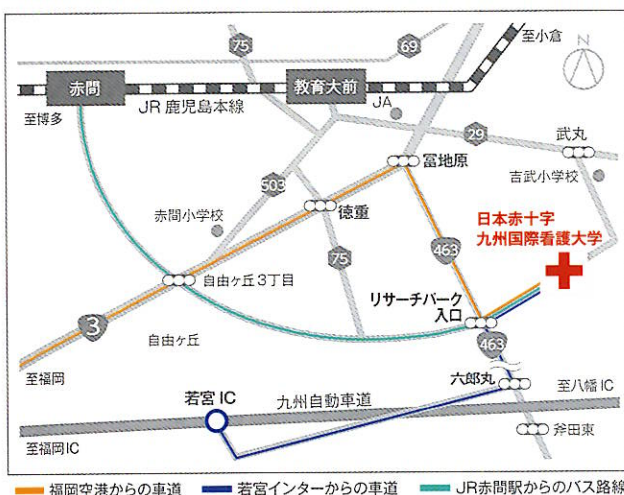 75
69
至小倉
N
赤間
教育大前
JR 鹿児島本線
JA
至博多
29
武丸
冨地原
吉武小学校
503
赤間小学校
徳重
日本赤十字
九州国際看護大学
463
75
自由ヶ丘3丁目
リサーチパーク
入口
3
自由ヶ丘
463
六郎丸
至福岡
若宮 IC
九州自動車道
至八幡 IC
至福岡 IC
斧田東
福岡空港からの車道
若宮インターからの車道
JR赤間駅からのバス路線